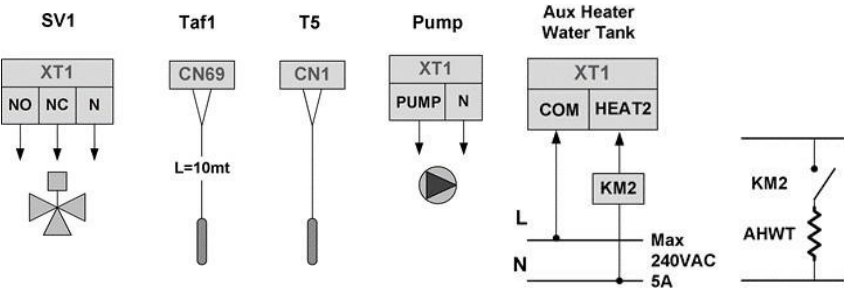 SV1
XT1
NO NC N
Taf1
CN69
L=10mt
T5
CN1
Pump
XT1
PUMP N
Aux Heater
Water Tank
XT1
COM HEAT2
KM2
L
N
Max
240VAC
5A
KM2
AHWT